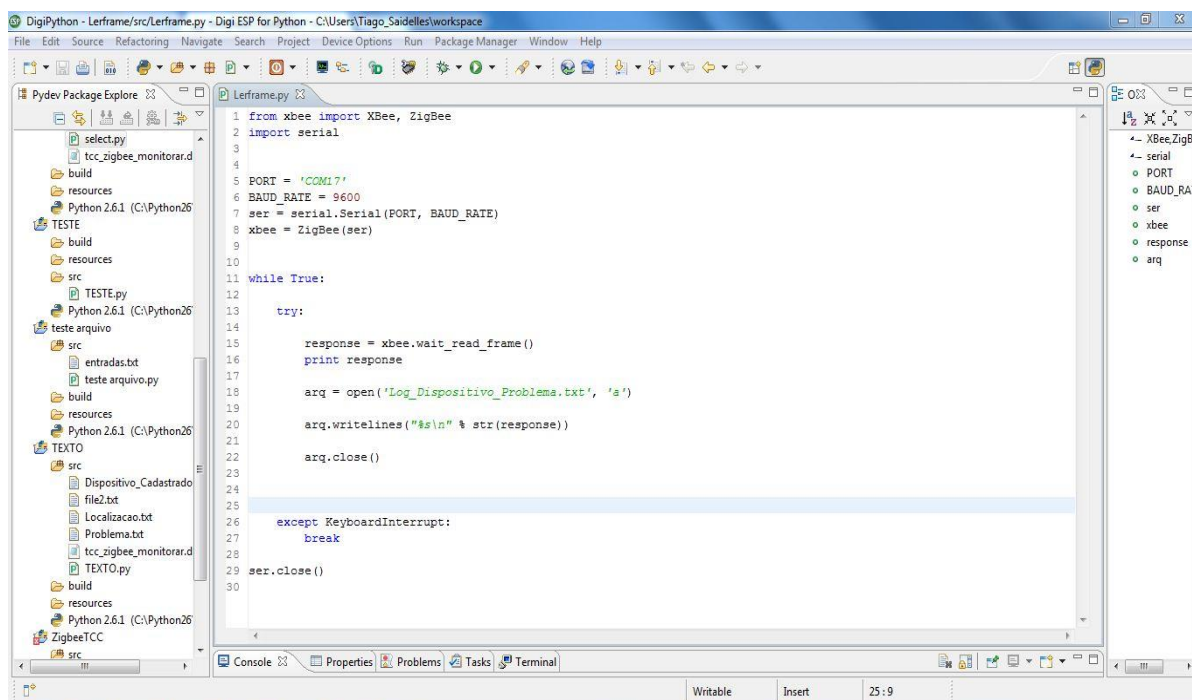 DigiPython - Lerframe/src/Lerframe.py - Digi ESP for Python - C:\Users\Tiago_Saidelles\workspace
File Edit Source Refactoring Navigate Search Project Device Options Run Package Manager Window Help
Pydev Package Explore
select.py
tcc_zigbee_monitorar.d
build
resources
Python 2.6.1 (C:\Python26
TESTE
build
resources
src
TESTE.py
Python 2.6.1 (C:\Python26
teste arquivo
src
entradas.txt
teste arquivo.py
build
resources
Python 2.6.1 (C:\Python26
TEXTO
src
Dispositivo_Cadastrado
file2.txt
Localizacao.txt
Problema.txt
tcc_zigbee_monitorar.d
TEXTO.py
build
resources
Python 2.6.1 (C:\Python26
ZigbeeTCC
src
Lerframe.py
1 from xbee import XBee, ZigBee
2 import serial
3
4
5 PORT = 'COM17'
6 BAUD_RATE = 9600
7 ser = serial.Serial(PORT, BAUD_RATE)
8 xbee = ZigBee(ser)
9
10
11 while True:
12
13     try:
14
15         response = xbee.wait_read_frame()
16         print response
17
18         arq = open('Log_Dispositivo_Problema.txt', 'a')
19
20         arq.writelines("%s\n" % str(response))
21
22         arq.close()
23
24
25
26     except KeyboardInterrupt:
27         break
28
29 ser.close()
30
XBee,ZigB
serial
PORT
BAUD_RA
ser
xbee
response
arq
Console Properties Problems Tasks Terminal
Writable Insert 25 : 9